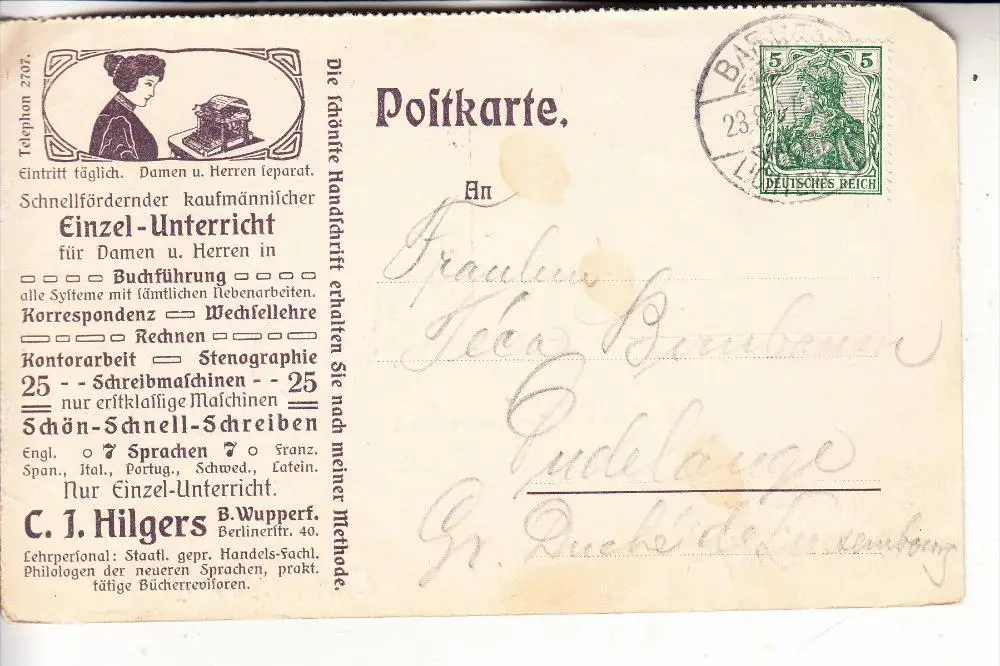 Telephon 2707.
Eintritt täglich. Damen u. Herren ſeparat.
Schnellfördernder kaufmänniſcher
Einzel-Unterricht
für Damen u. Herren in
Buchführung
alle Syſteme mit ſämtlichen Nebenarbeiten.
Korrespondenz Wechſellehre
Rechnen
Kontorarbeit Stenographie
25 - - Schreibmaſchinen - - 25
nur erſtklaſſige Maſchinen
Schön-Schnell-Schreiben
Engl. o 7 Sprachen 7 o Franz.
Span., Ital., Portug., Schwed., Latein.
Nur Einzel-Unterricht.
C. J. Hilgers B. Wupperf.
Berlinerſtr. 40.
Lehrperſonal: Staatl. gepr. Handels-Fachl.
Philologen der neueren Sprachen, prakt.
tätige Bücherreviſoren.
Die ſchönſte Handſchrift erhalten Sie nach meiner Methode.
Poſtkarte.
An
Fräulein
Gr. Duché de Luxembourg
5 5
DEUTSCHES REICH
23.8